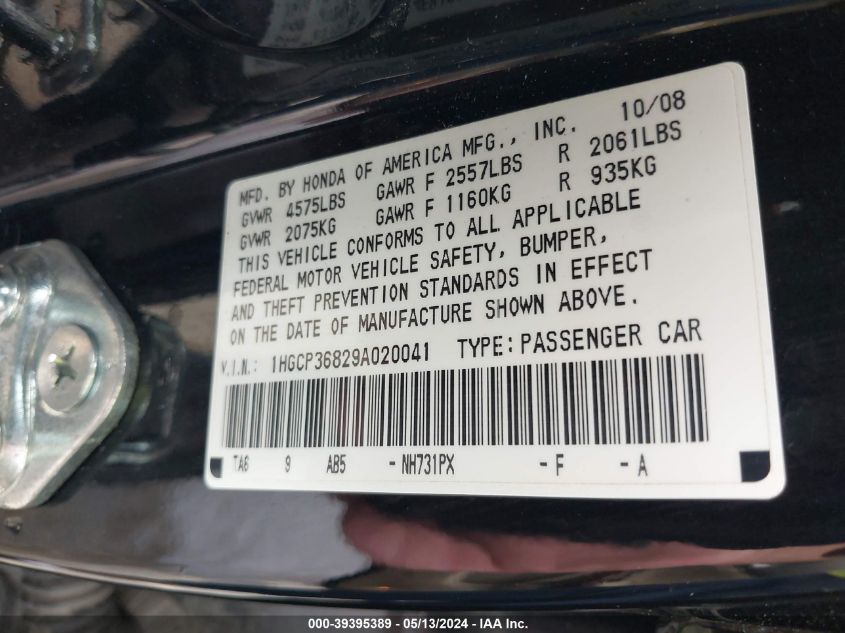 10/08
MFD. BY HONDA OF AMERICA MFG., INC.
GVWR 4575LBS GAWR F 2557LBS R 2061LBS
GVWR 2075KG GAWR F 1160KG R 935KG
THIS VEHICLE CONFORMS TO ALL APPLICABLE
FEDERAL MOTOR VEHICLE SAFETY, BUMPER,
AND THEFT PREVENTION STANDARDS IN EFFECT
ON THE DATE OF MANUFACTURE SHOWN ABOVE.
V.I.N.: 1HGCP36829A020041 TYPE: PASSENGER CAR
TA6 9 AB5 - NH731PX - F - A
000-39395389 - 05/13/2024 - IAA Holdings, LLC.